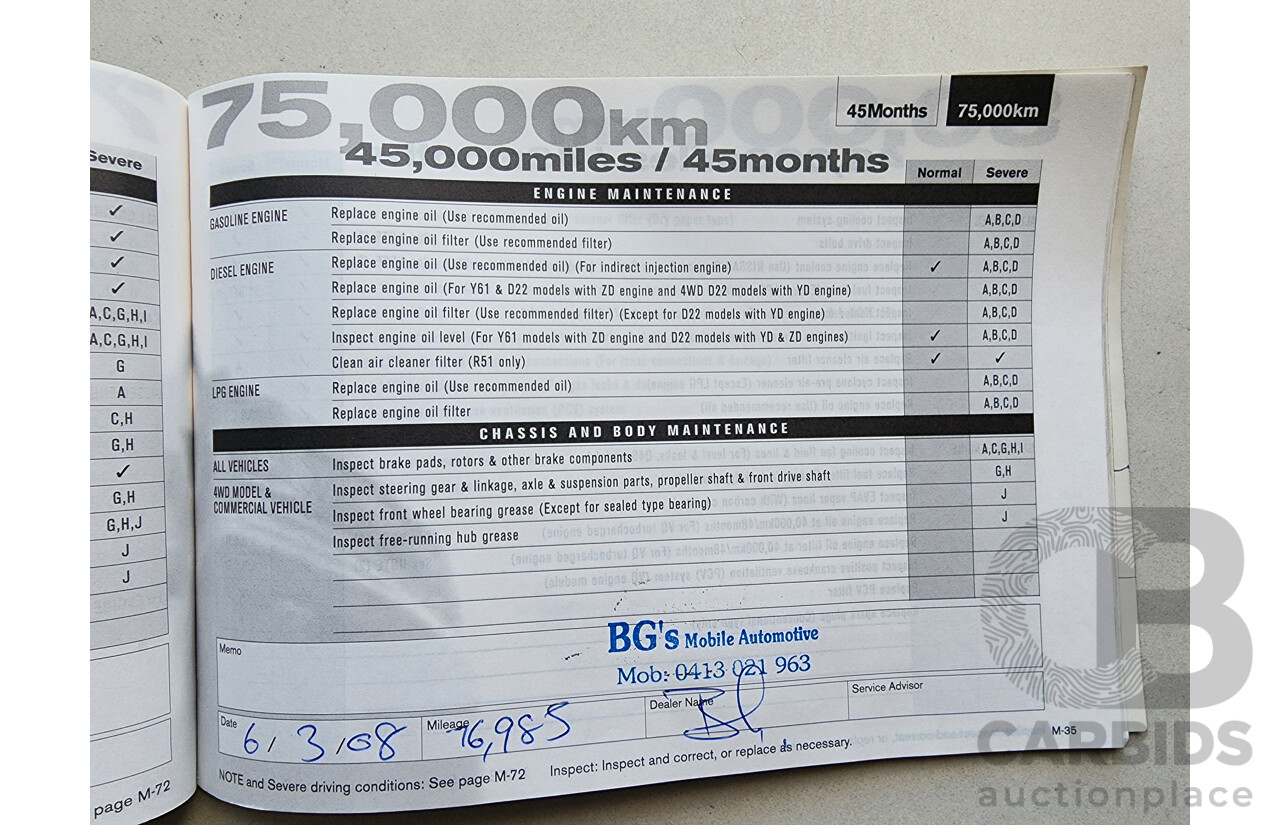 75,000km
45,000miles / 45months
45Months 75,000km
Normal Severe
ENGINE MAINTENANCE
GASOLINE ENGINE Replace engine oil (Use recommended oil) A,B,C,D
Replace engine oil filter (Use recommended filter) A,B,C,D
DIESEL ENGINE Replace engine oil (Use recommended oil) (For indirect injection engine) ✓ A,B,C,D
Replace engine oil (For Y61 & D22 models with ZD engine and 4WD D22 models with YD engine) A,B,C,D
Replace engine oil filter (Use recommended filter) (Except for D22 models with YD engine) A,B,C,D
Inspect engine oil level (For Y61 models with ZD engine and D22 models with YD & ZD engines) ✓ A,B,C,D
Clean air cleaner filter (R51 only) ✓ ✓
LPG ENGINE Replace engine oil (Use recommended oil) A,B,C,D
Replace engine oil filter A,B,C,D
CHASSIS AND BODY MAINTENANCE
ALL VEHICLES Inspect brake pads, rotors & other brake components A,C,G,H,I
4WD MODEL & COMMERCIAL VEHICLE Inspect steering gear & linkage, axle & suspension parts, propeller shaft & front drive shaft G,H
Inspect front wheel bearing grease (Except for sealed type bearing) J
Inspect free-running hub grease J
Memo
BG's Mobile Automotive
Mob: 0413 021 963
Date 6/3/08 Mileage 76,985 Dealer Name Service Advisor
NOTE and Severe driving conditions: See page M-72 Inspect: Inspect and correct, or replace as necessary.
M-35
Severe
✓
✓
✓
✓
A,C,G,H,I
A,C,G,H,I
G
A
C,H
G,H
✓
G,H
G,H,J
J
J
page M-72
CARBIDS
auctionplace